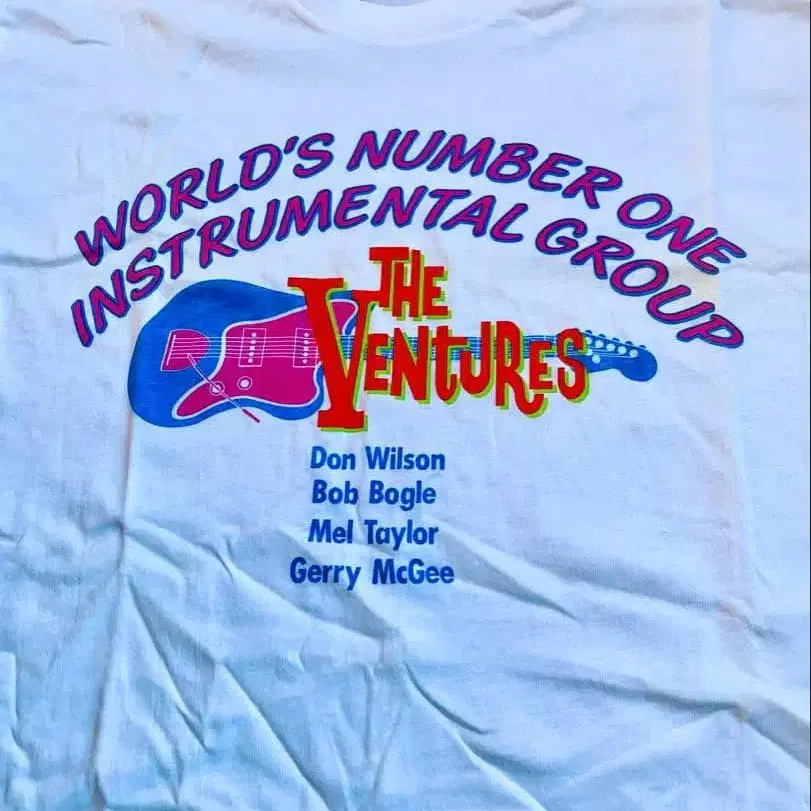 WORLD'S NUMBER ONE
INSTRUMENTAL GROUP
THE
VENTURES
Don Wilson
Bob Bogle
Mel Taylor
Gerry McGee